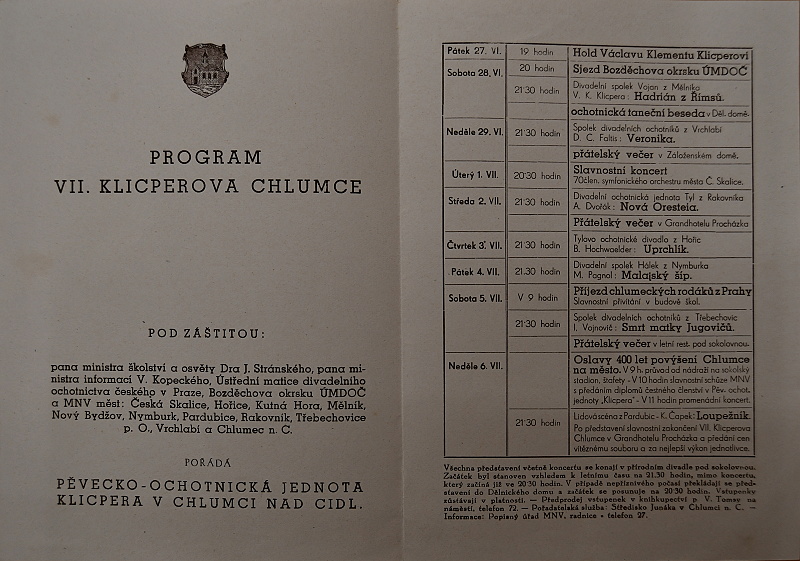 PROGRAM
VII. KLICPEROVA CHLUMCE
POD ZÁŠTITOU:
pana ministra školství a osvěty Dra J. Stránského, pana mi-
nistra informací V. Kopeckého, Ústřední matice divadelního
ochotnictva českého v Praze, Bozděchova okrsku ÚMDOČ
a MNV měst: Česká Skalice, Hořice, Kutná Hora, Mělník,
Nový Bydžov, Nymburk, Pardubice, Rakovník, Třebechovice
p. O., Vrchlabí a Chlumec n. C.
POŘÁDÁ
PĚVECKO-OCHOTNICKÁ JEDNOTA
KLICPERA V CHLUMCI NAD CIDL.
Pátek 27. VI. 19 hodin Hold Václavu Klementu Klicperovi
Sobota 28. VI. 20 hodin Sjezd Bozděchova okrsku ÚMDOČ
21·30 hodin Divadelní spolek Vojan z Mělníka
V. K. Klicpera: Hadrián z Římsů.
ochotnická taneční beseda v Děl. domě.
Neděle 29. VI. 21·30 hodin Spolek divadelních ochotníků z Vrchlabí
D. C. Faltis: Veronika.
přátelský večer v Záloženském domě.
Úterý 1. VII. 20·30 hodin Slavnostní koncert
70člen. symfonického orchestru města Č. Skalice.
Středa 2. VII. 21·30 hodin Divadelní ochotnická jednota Tyl z Rakovníka
A. Dvořák: Nová Oresteia.
Přátelský večer v Grandhotelu Procházka
Čtvrtek 3. VII. 21·30 hodin Tylovo ochotnické divadlo z Hořic
B. Hochwaelder: Uprchlík.
Pátek 4. VII. 21.30 hodin Divadelní spolek Hálek z Nymburka
M. Pagnol: Malajský šíp.
Sobota 5. VII. V 9 hodin Příjezd chlumeckých rodáků z Prahy
Slavnostní přivítání v budově škol.
21·30 hodin Spolek divadelních ochotníků z Třebechovic
I. Vojnovič: Smrt matky Jugovičů.
Přátelský večer v letní rest. pod sokolovnou.
Neděle 6. VII. Oslavy 400 let povýšení Chlumce
na město. V 9 h. průvod od nádraží na sokolský
stadion, štafety - V 10 hodin slavnostní schůze MNV
s předáním diplomů čestného členství v Pěv. ochot.
jednoty „Klicpera" - V 11 hodin promenádní koncert.
21·30 hodin Lidová scéna z Pardubic - K. Čapek: Loupežník.
Po představení slavnostní zakončení VII. Klicperova
Chlumce v Grandhotelu Procházka a předání cen
vítěznému souboru a za nejlepší výkon jednotlivce.
Všechna představení včetně koncertu se konají v přírodním divadle pod sokolovnou.
Začátek byl stanoven vzhledem k letnímu času na 21.30 hodin, mimo koncertu,
který začíná již ve 20·30 hodin. V případě nepříznivého počasí překládají se před-
stavení do Dělnického domu a začátek se posunuje na 20·30 hodin. Vstupenky
zůstávají v platnosti. — Předprodej vstupenek v knihkupectví p. V. Tomsy na
náměstí, telefon 72. — Pořadatelská služba: Středisko Junáka v Chlumci n. C. —
Informace: Popisný úřad MNV, radnice - telefon 27.